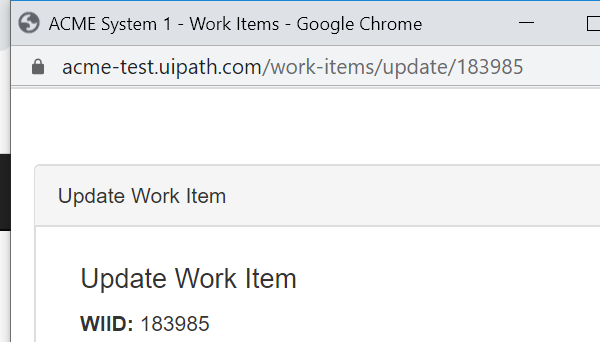 ACME System 1 - Work Items - Google Chrome
acme-test.uipath.com/work-items/update/183985
Update Work Item
Update Work Item
WIID: 183985